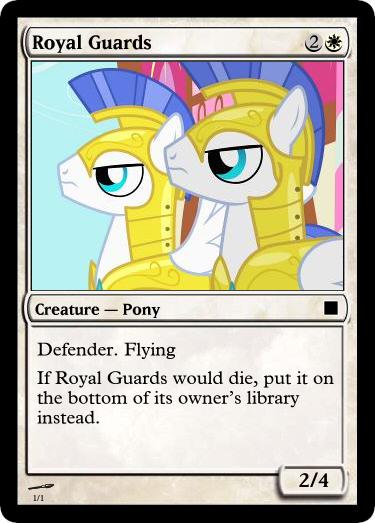 Royal Guards 2
Creature — Pony
Defender. Flying
If Royal Guards would die, put it on
the bottom of its owner's library
instead.
2/4
1/1